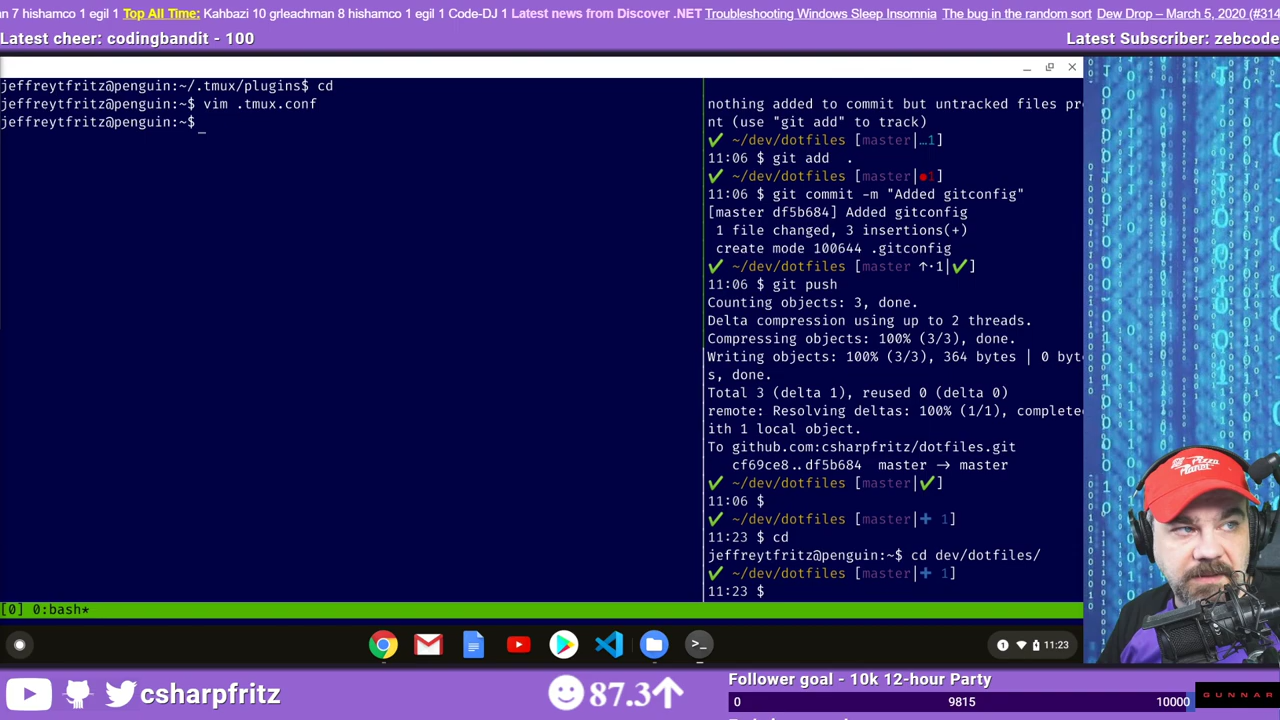 n 7 hishamco 1 egil 1 Top All Time: Kahbazi 10 grleachman 8 hishamco 1 egil 1 Code-DJ 1 Latest news from Discover .NET Troubleshooting Windows Sleep Insomnia The bug in the random sort Dew Drop – March 5, 2020 (#314
Latest cheer: codingbandit - 100
Latest Subscriber: zebcode
jeffreytfritz@penguin:~/.tmux/plugins$ cd
jeffreytfritz@penguin:~$ vim .tmux.conf
jeffreytfritz@penguin:~$
nothing added to commit but untracked files pre
nt (use "git add" to track)
✔ ~/dev/dotfiles [master|…1]
11:06 $ git add  .
✔ ~/dev/dotfiles [master|●1]
11:06 $ git commit -m "Added gitconfig"
[master df5b684] Added gitconfig
1 file changed, 3 insertions(+)
create mode 100644 .gitconfig
✔ ~/dev/dotfiles [master ↑·1|✔]
11:06 $ git push
Counting objects: 3, done.
Delta compression using up to 2 threads.
Compressing objects: 100% (3/3), done.
Writing objects: 100% (3/3), 364 bytes | 0 byte
s, done.
Total 3 (delta 1), reused 0 (delta 0)
remote: Resolving deltas: 100% (1/1), complete
ith 1 local object.
To github.com:csharpfritz/dotfiles.git
cf69ce8..df5b684  master -> master
✔ ~/dev/dotfiles [master|✔]
11:06 $
✔ ~/dev/dotfiles [master|✚ 1]
11:23 $ cd
jeffreytfritz@penguin:~$ cd dev/dotfiles/
✔ ~/dev/dotfiles [master|✚ 1]
11:23 $
[0] 0:bash*
Pizza
Planet
1 11:23
csharpfritz
87.3↑
Follower goal - 10k 12-hour Party
0 9815 10000
GUNNAR